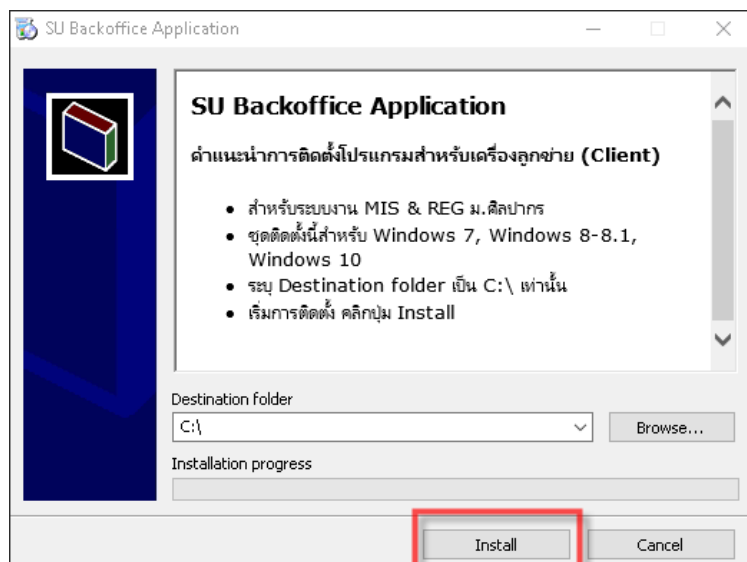 SU Backoffice Application
SU Backoffice Application
คำแนะนำการติดตั้งโปรแกรมสำหรับเครื่องลูกข่าย (Client)
• สำหรับระบบงาน MIS & REG ม.ศิลปากร
• ชุดติดตั้งนี้สำหรับ Windows 7, Windows 8-8.1,
Windows 10
• ระบุ Destination folder เป็น C:\ เท่านั้น
• เริ่มการติดตั้ง คลิกปุ่ม Install
Destination folder
C:\ Browse...
Installation progress
Install Cancel